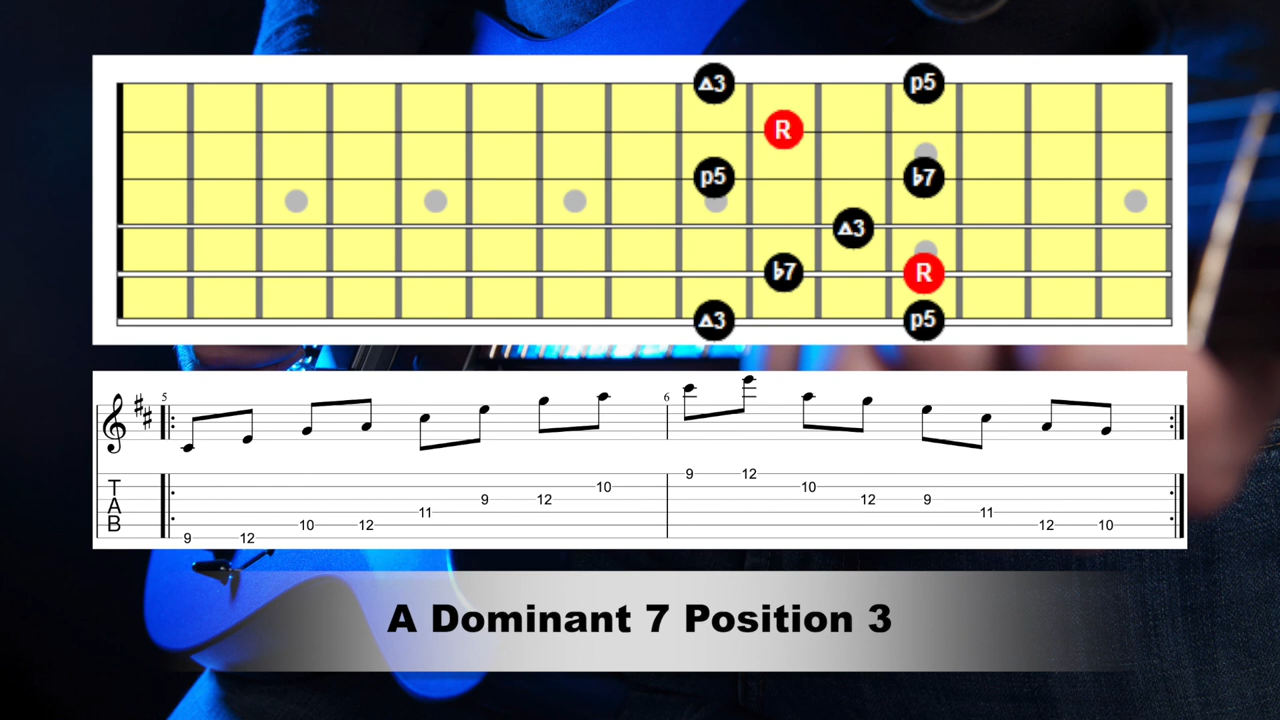 Δ3 p5
R
p5 ♭7
Δ3
♭7 R
Δ3 p5
5 6
9 12
10 10
9 12 12 9
11 11
T
A
B
10 12 12 10
9 12
A Dominant 7 Position 3